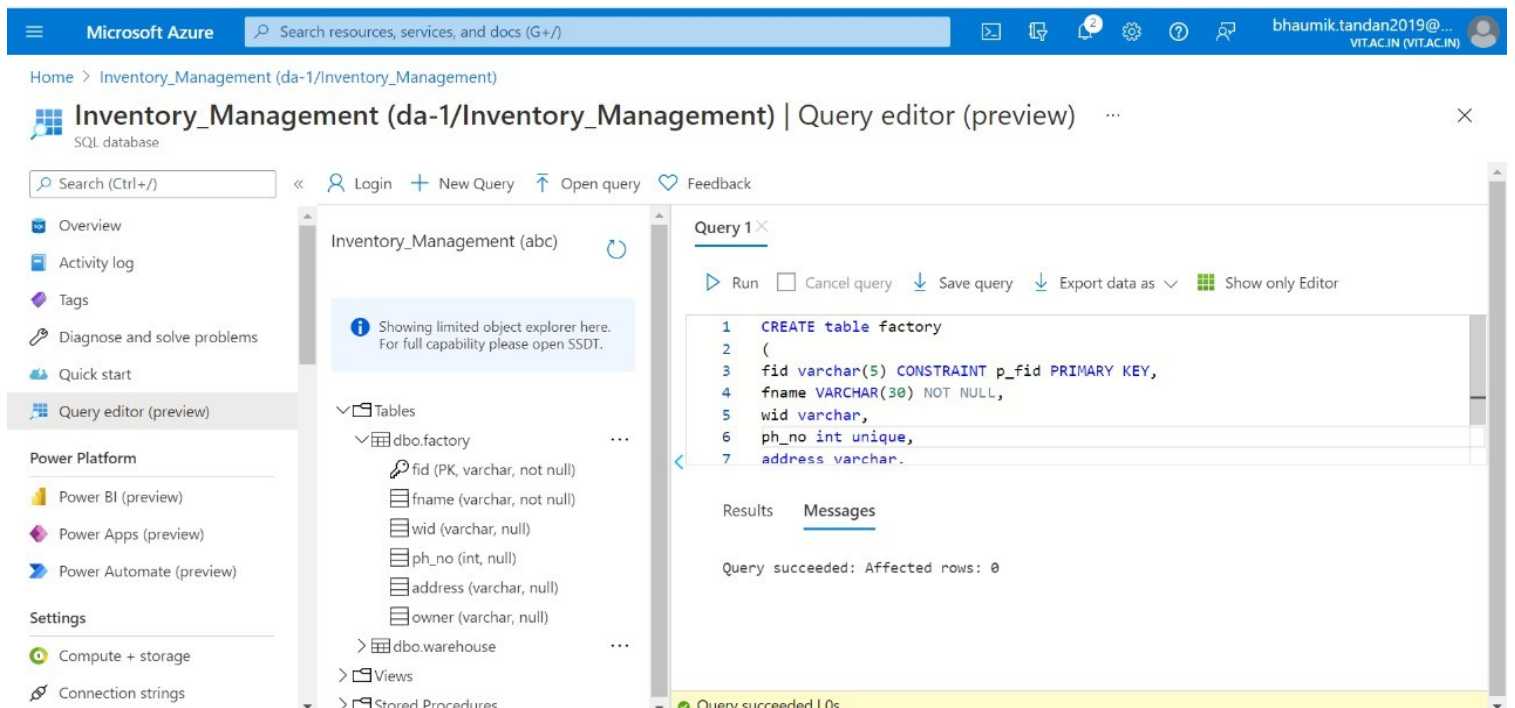 Microsoft Azure
Search resources, services, and docs (G+/)
2
bhaumik.tandan2019@...
VIT.AC.IN (VIT.AC.IN)
Home > Inventory_Management (da-1/Inventory_Management)
Inventory_Management (da-1/Inventory_Management) | Query editor (preview) ...
SQL database
Search (Ctrl+/)
«
Overview
Activity log
Tags
Diagnose and solve problems
Quick start
Query editor (preview)
Power Platform
Power BI (preview)
Power Apps (preview)
Power Automate (preview)
Settings
Compute + storage
Connection strings
Login
New Query
Open query
Feedback
Inventory_Management (abc)
Showing limited object explorer here.
For full capability please open SSDT.
Tables
dbo.factory ...
fid (PK, varchar, not null)
fname (varchar, not null)
wid (varchar, null)
ph_no (int, null)
address (varchar, null)
owner (varchar, null)
dbo.warehouse ...
Views
Stored Procedures
Query 1
Run
Cancel query
Save query
Export data as
Show only Editor
1 CREATE table factory
2 (
3 fid varchar(5) CONSTRAINT p_fid PRIMARY KEY,
4 fname VARCHAR(30) NOT NULL,
5 wid varchar,
6 ph_no int unique,
7 address varchar,
Results
Messages
Query succeeded: Affected rows: 0
Query succeeded | 0s